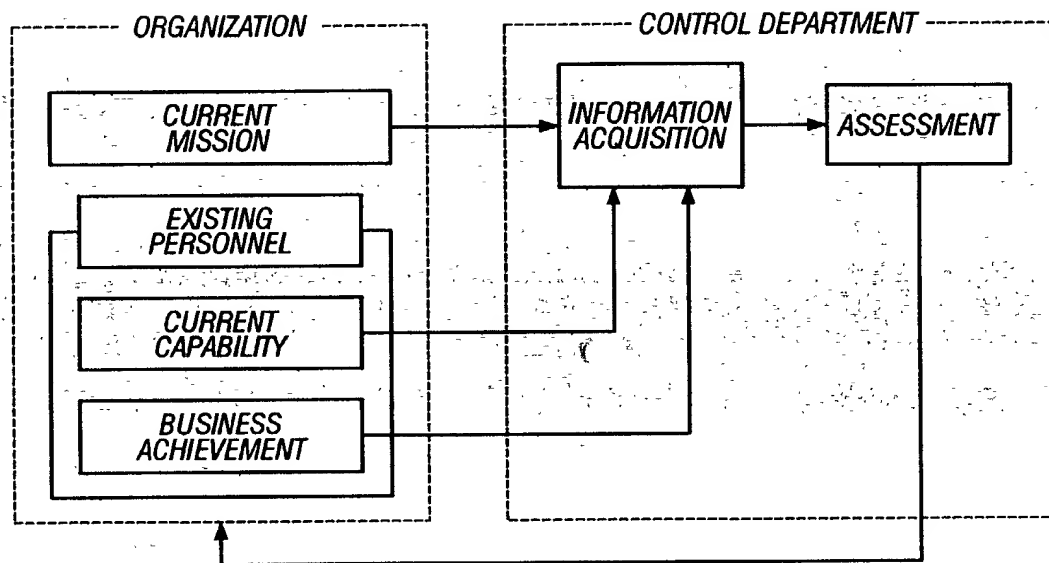 ORGANIZATION
CURRENT
MISSION
EXISTING
PERSONNEL
CURRENT
CAPABILITY
BUSINESS
ACHIEVEMENT
CONTROL DEPARTMENT
INFORMATION
ACQUISITION
ASSESSMENT